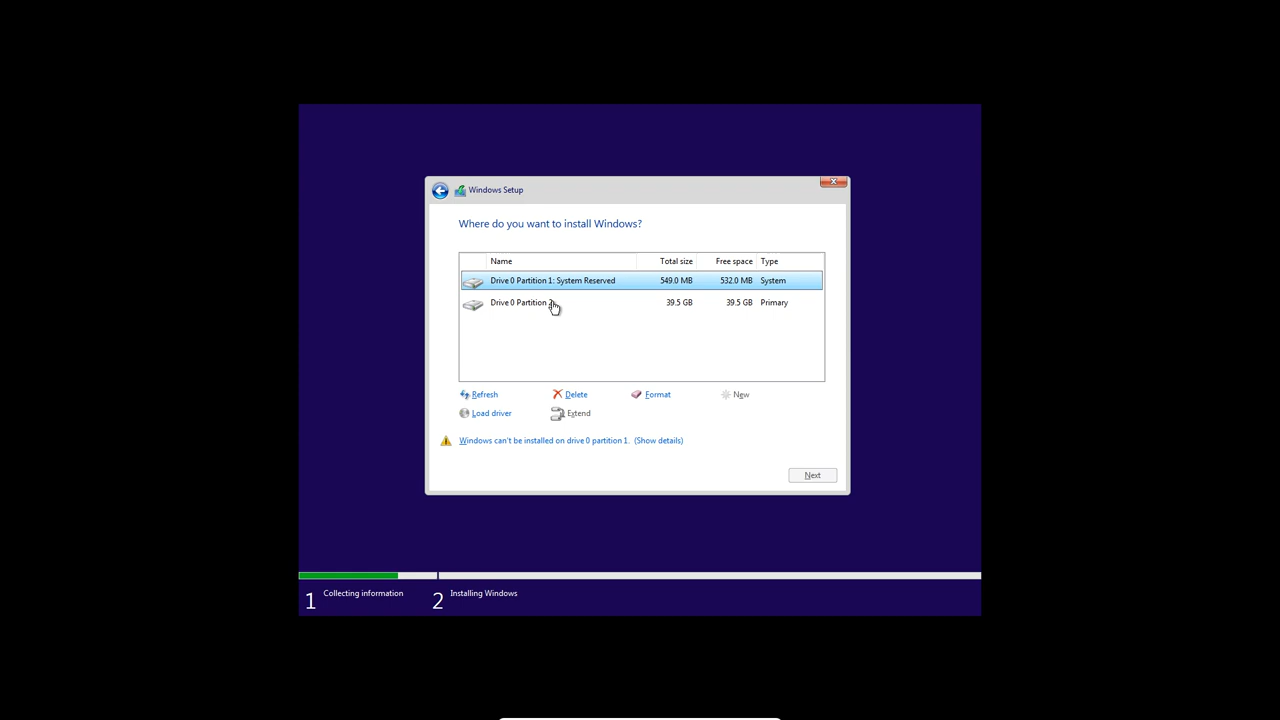 Windows Setup
Where do you want to install Windows?
Name Total size Free space Type
Drive 0 Partition 1: System Reserved 549.0 MB 532.0 MB System
Drive 0 Partition 39.5 GB 39.5 GB Primary
Refresh Delete Format New
Load driver Extend
Windows can't be installed on drive 0 partition 1. (Show details)
Next
1 Collecting information 2 Installing Windows